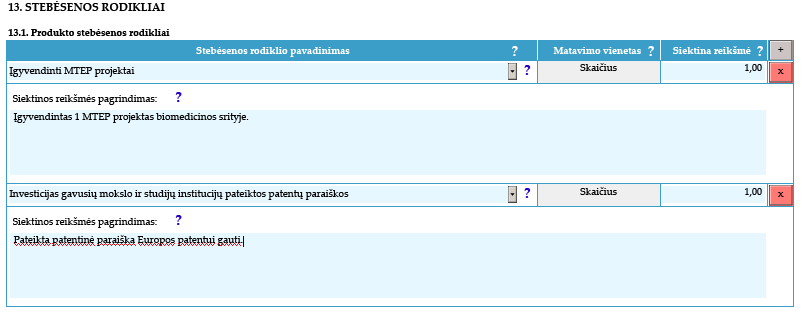 13. STEBĖSENOS RODIKLIAI
13.1. Produkto stebėsenos rodikliai
Stebėsenos rodiklio pavadinimas ? Matavimo vienetas ? Siektina reikšmė ? +
Įgyvendinti MTEP projektai ? Skaičius 1,00 x
Siektinos reikšmės pagrindimas: ?
Įgyvendintas 1 MTEP projektas biomedicinos srityje.
Investicijas gavusių mokslo ir studijų institucijų pateiktos patentų paraiškos ? Skaičius 1,00 x
Siektinos reikšmės pagrindimas: ?
Pateikta patentinė paraiška Europos patentui gauti.